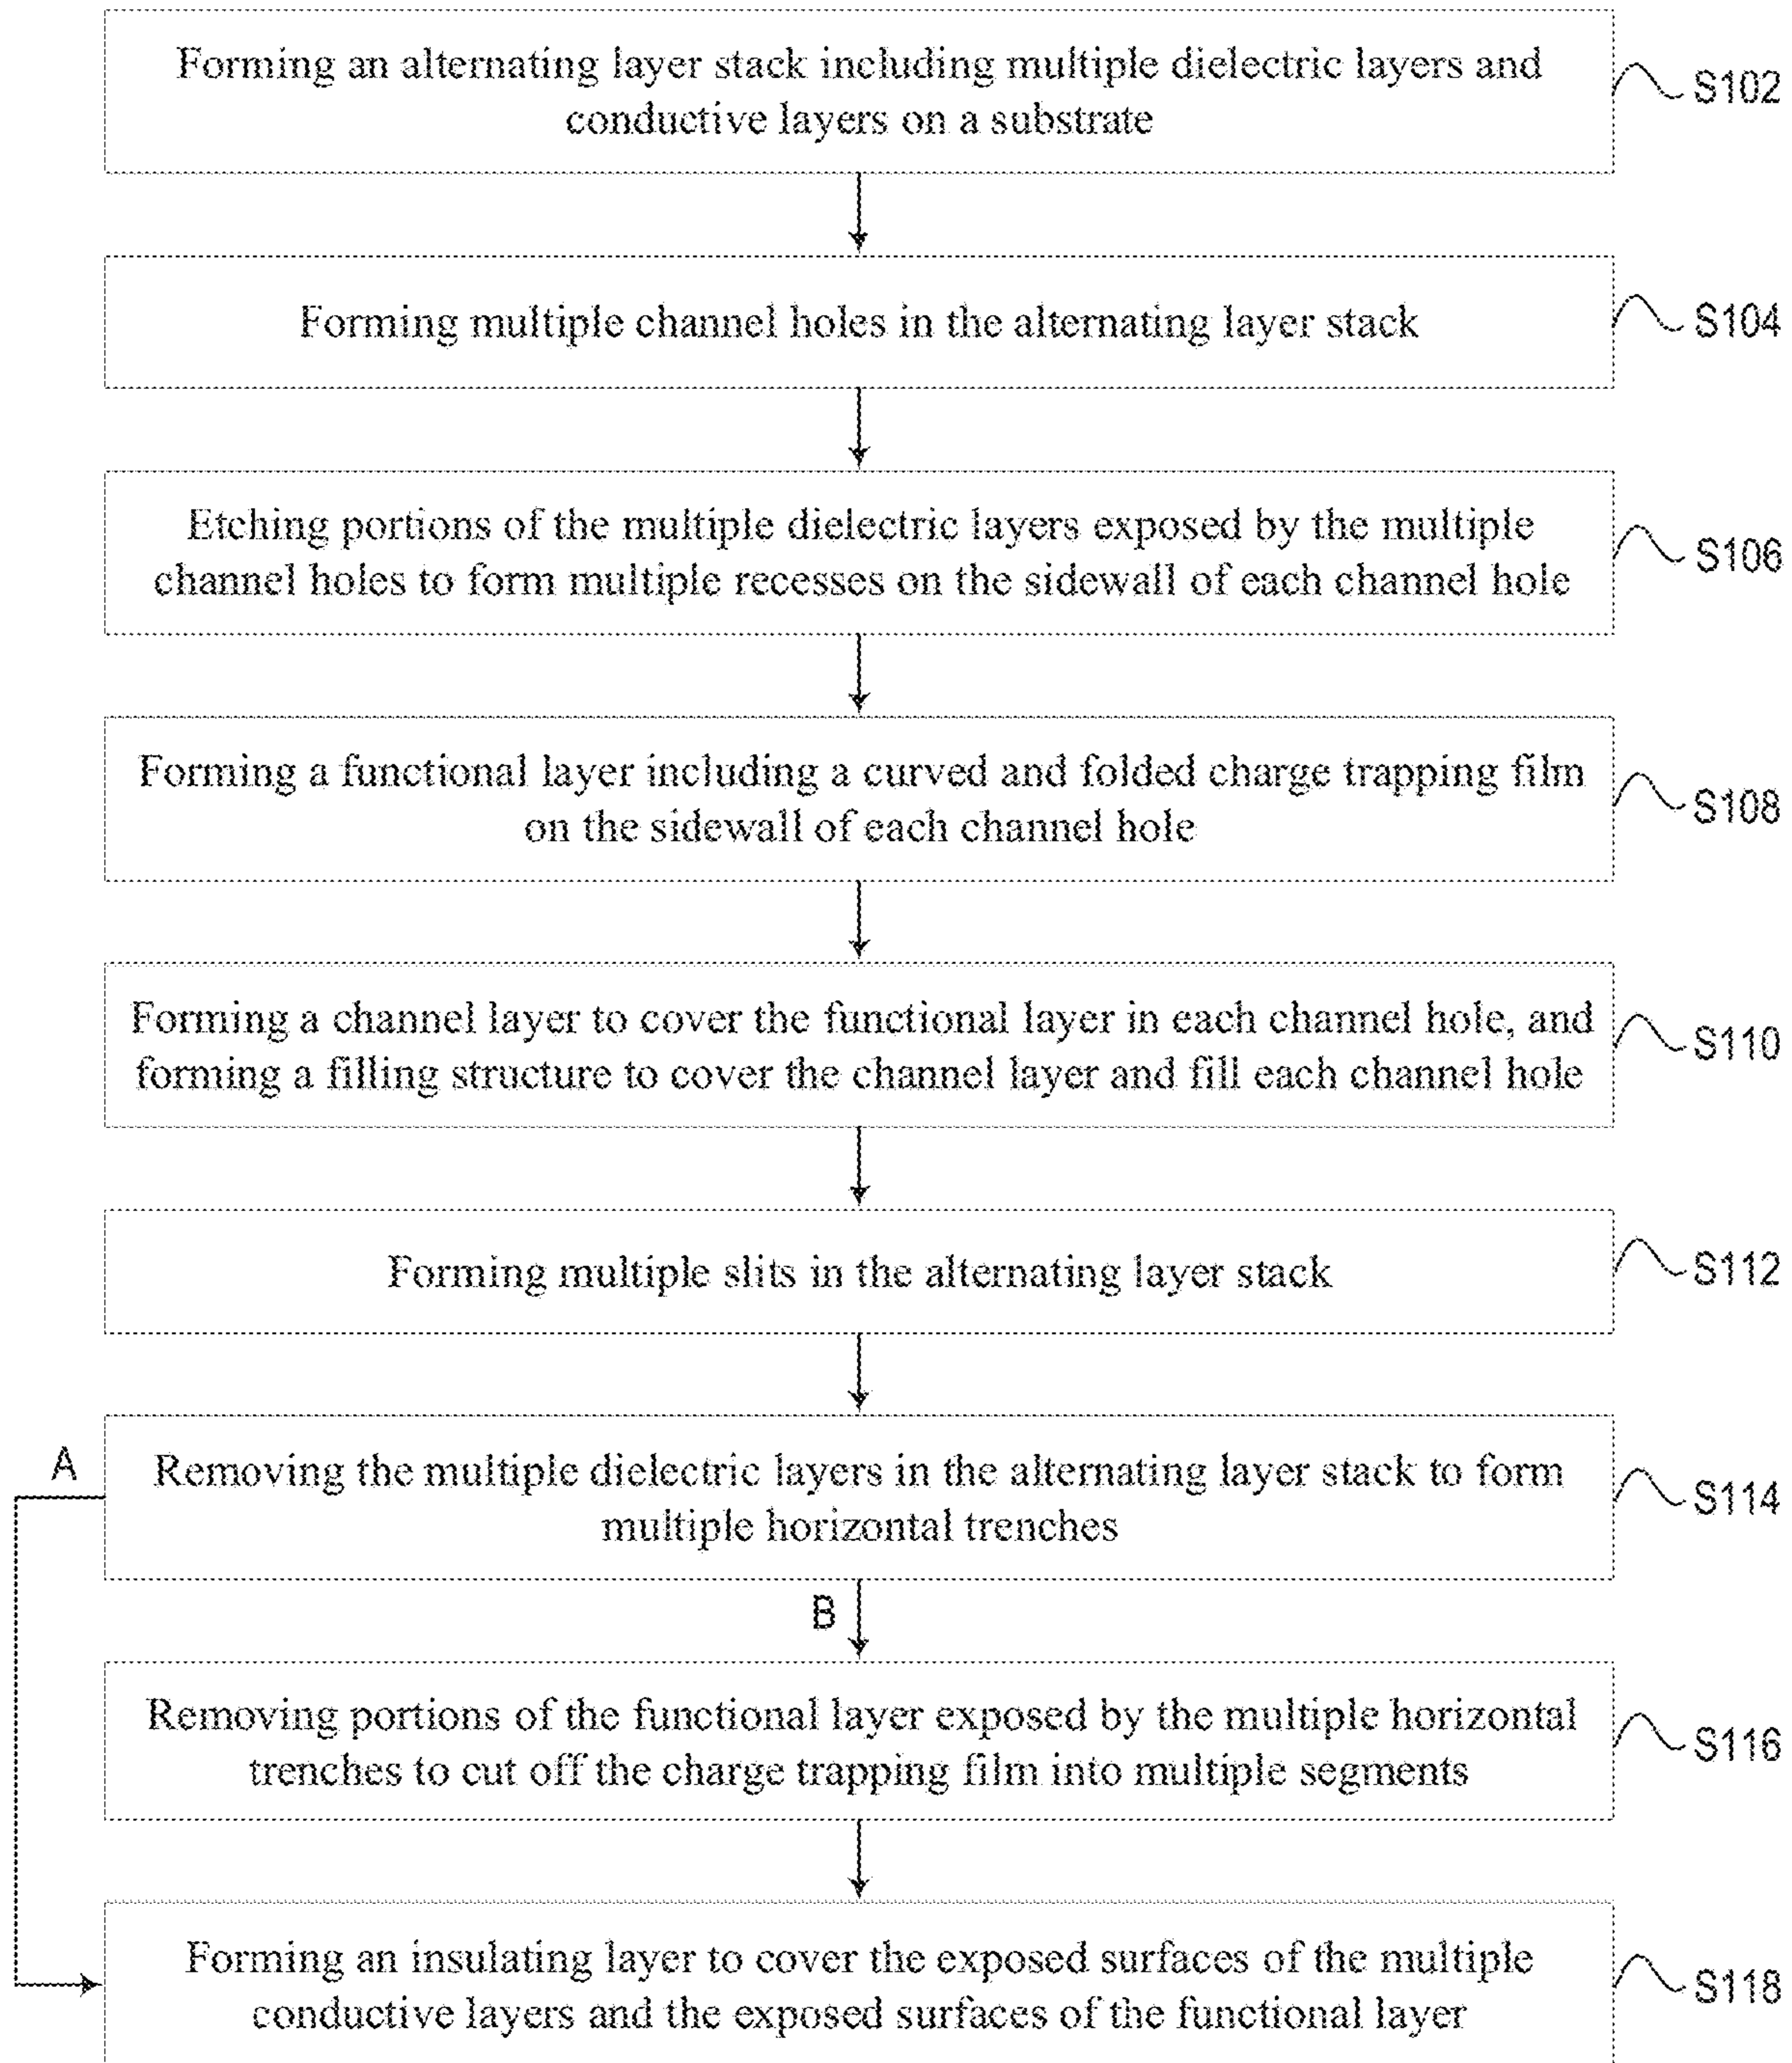 Forming an alternating layer stack including multiple dielectric layers and
conductive layers on a substrate
S102
Forming multiple channel holes in the alternating layer stack
S104
Etching portions of the multiple dielectric layers exposed by the multiple
channel holes to form multiple recesses on the sidewall of each channel hole
S106
Forming a functional layer including a curved and folded charge trapping film
on the sidewall of each channel hole
S108
Forming a channel layer to cover the functional layer in each channel hole, and
forming a filling structure to cover the channel layer and fill each channel hole
S110
Forming multiple slits in the alternating layer stack
S112
A
Removing the multiple dielectric layers in the alternating layer stack to form
multiple horizontal trenches
S114
B
Removing portions of the functional layer exposed by the multiple horizontal
trenches to cut off the charge trapping film into multiple segments
S116
Forming an insulating layer to cover the exposed surfaces of the multiple
conductive layers and the exposed surfaces of the functional layer
S118